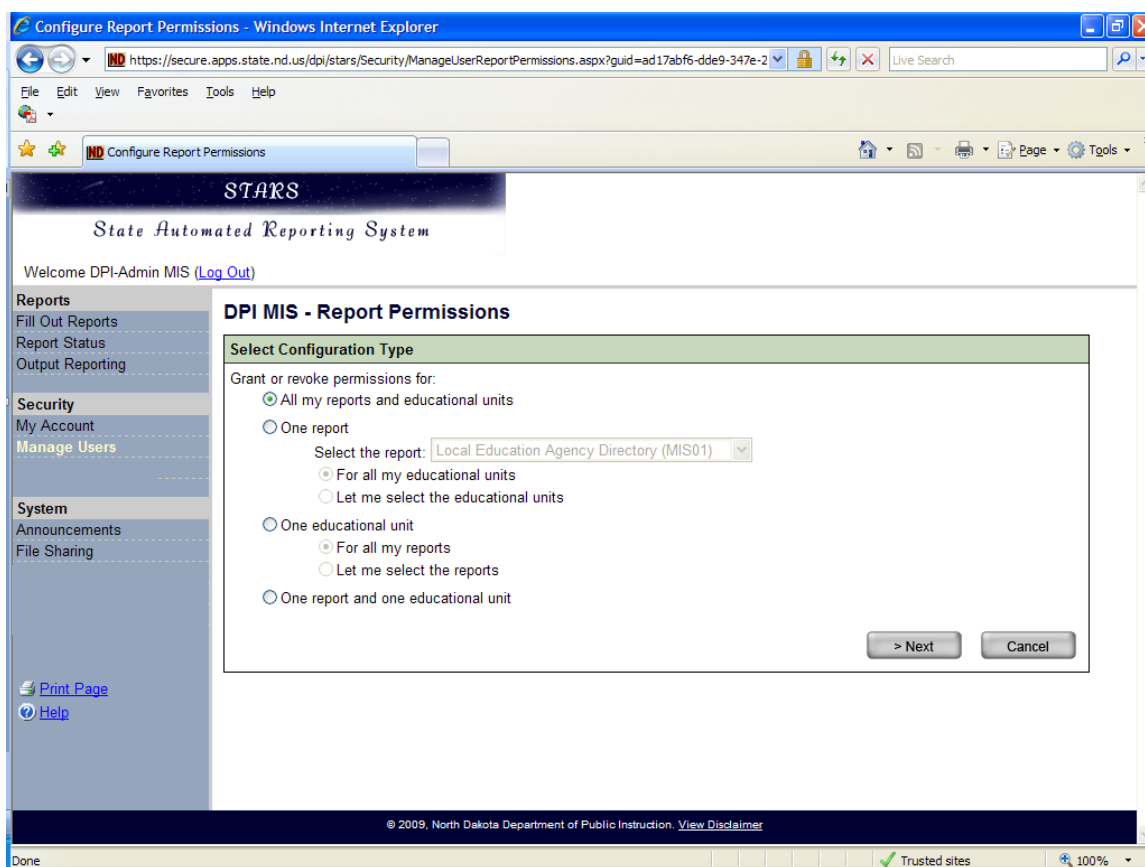 Configure Report Permissions - Windows Internet Explorer
ND https://secure.apps.state.nd.us/dpi/stars/Security/ManageUserReportPermissions.aspx?guid=ad17abf6-dde9-347e-2 Live Search
File Edit View Favorites Tools Help
ND Configure Report Permissions Page Tools
STARS
State Automated Reporting System
Welcome DPI-Admin MIS (Log Out)
Reports
Fill Out Reports
Report Status
Output Reporting
Security
My Account
Manage Users
System
Announcements
File Sharing
Print Page
Help
DPI MIS - Report Permissions
Select Configuration Type
Grant or revoke permissions for:
All my reports and educational units
One report
Select the report: Local Education Agency Directory (MIS01)
For all my educational units
Let me select the educational units
One educational unit
For all my reports
Let me select the reports
One report and one educational unit
> Next Cancel
© 2009, North Dakota Department of Public Instruction. View Disclaimer
Done Trusted sites 100%